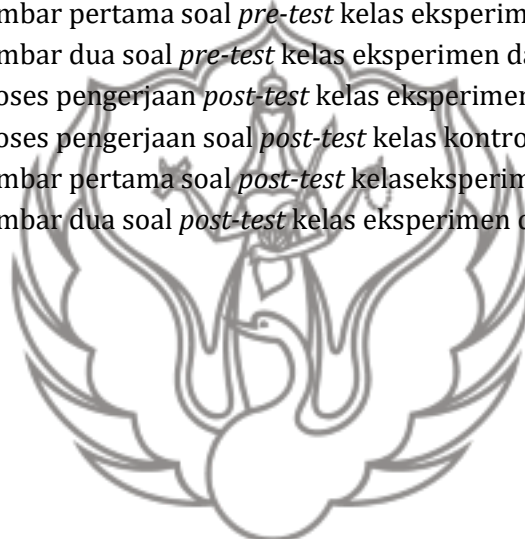 mbar pertama soal pre-test kelas eksperim
mbar dua soal pre-test kelas eksperimen da
oses pengerjaan post-test kelas eksperimen
oses pengerjaan soal post-test kelas kontro
mbar pertama soal post-test kelaseksperim
mbar dua soal post-test kelas eksperimen d